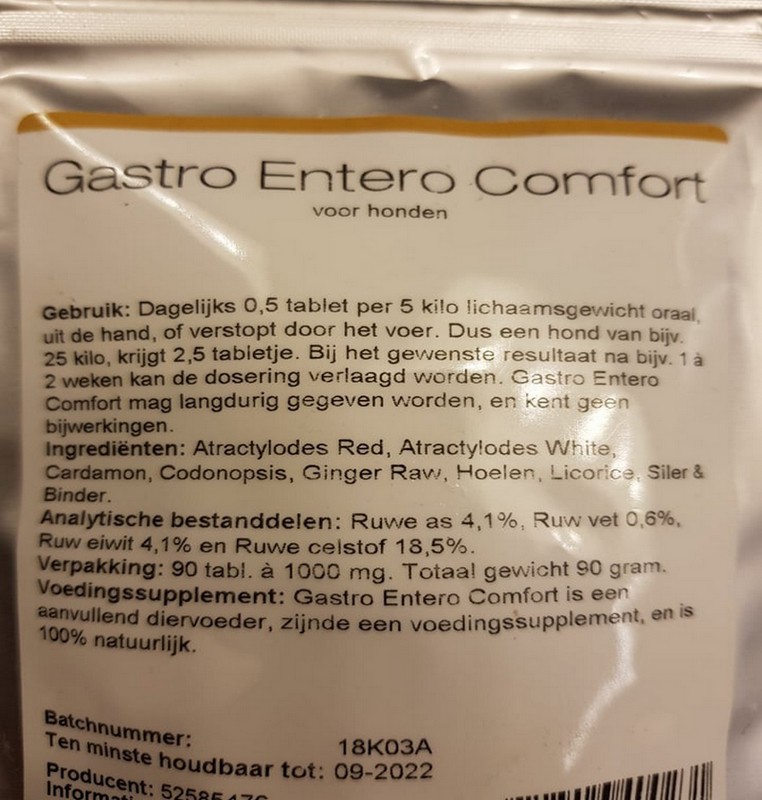 Gastro Entero Comfort
voor honden
Gebruik: Dagelijks 0,5 tablet per 5 kilo lichaamsgewicht oraal,
uit de hand, of verstopt door het voer. Dus een hond van bijv.
25 kilo, krijgt 2,5 tabletje. Bij het gewenste resultaat na bijv. 1 à
2 weken kan de dosering verlaagd worden. Gastro Entero
Comfort mag langdurig gegeven worden, en kent geen
bijwerkingen.
Ingrediënten: Atractylodes Red, Atractylodes White,
Cardamon, Codonopsis, Ginger Raw, Hoelen, Licorice, Siler &
Binder.
Analytische bestanddelen: Ruwe as 4,1%, Ruw vet 0,6%,
Ruw eiwit 4,1% en Ruwe celstof 18,5%.
Verpakking: 90 tabl. à 1000 mg. Totaal gewicht 90 gram.
Voedingssupplement: Gastro Entero Comfort is een
aanvullend diervoeder, zijnde een voedingssupplement, en is
100% natuurlijk.
Batchnummer: 18K03A
Ten minste houdbaar tot: 09-2022
Producent: